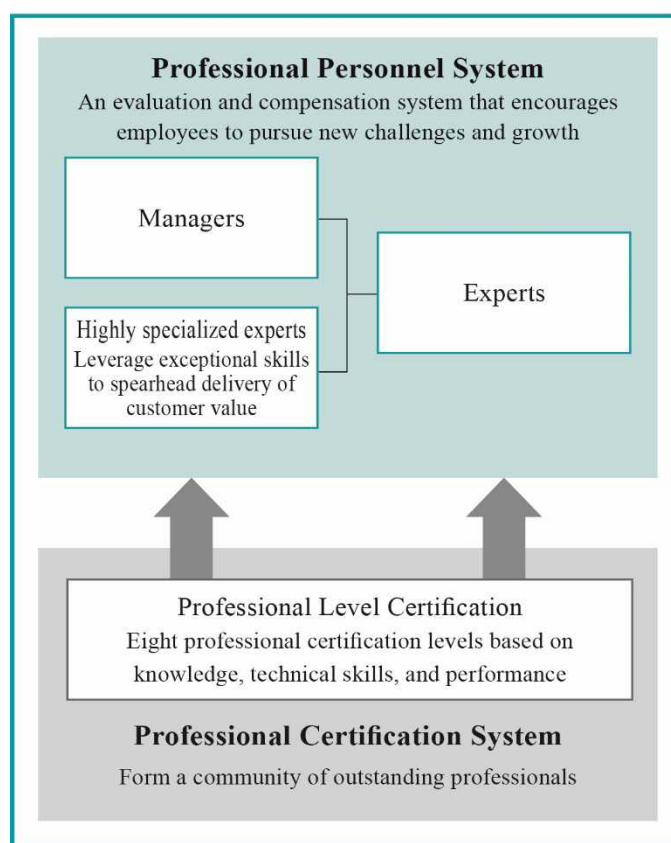 Professional Personnel System
An evaluation and compensation system that encourages
employees to pursue new challenges and growth
Managers
Experts
Highly specialized experts
Leverage exceptional skills
to spearhead delivery of
customer value
Professional Level Certification
Eight professional certification levels based on
knowledge, technical skills, and performance
Professional Certification System
Form a community of outstanding professionals